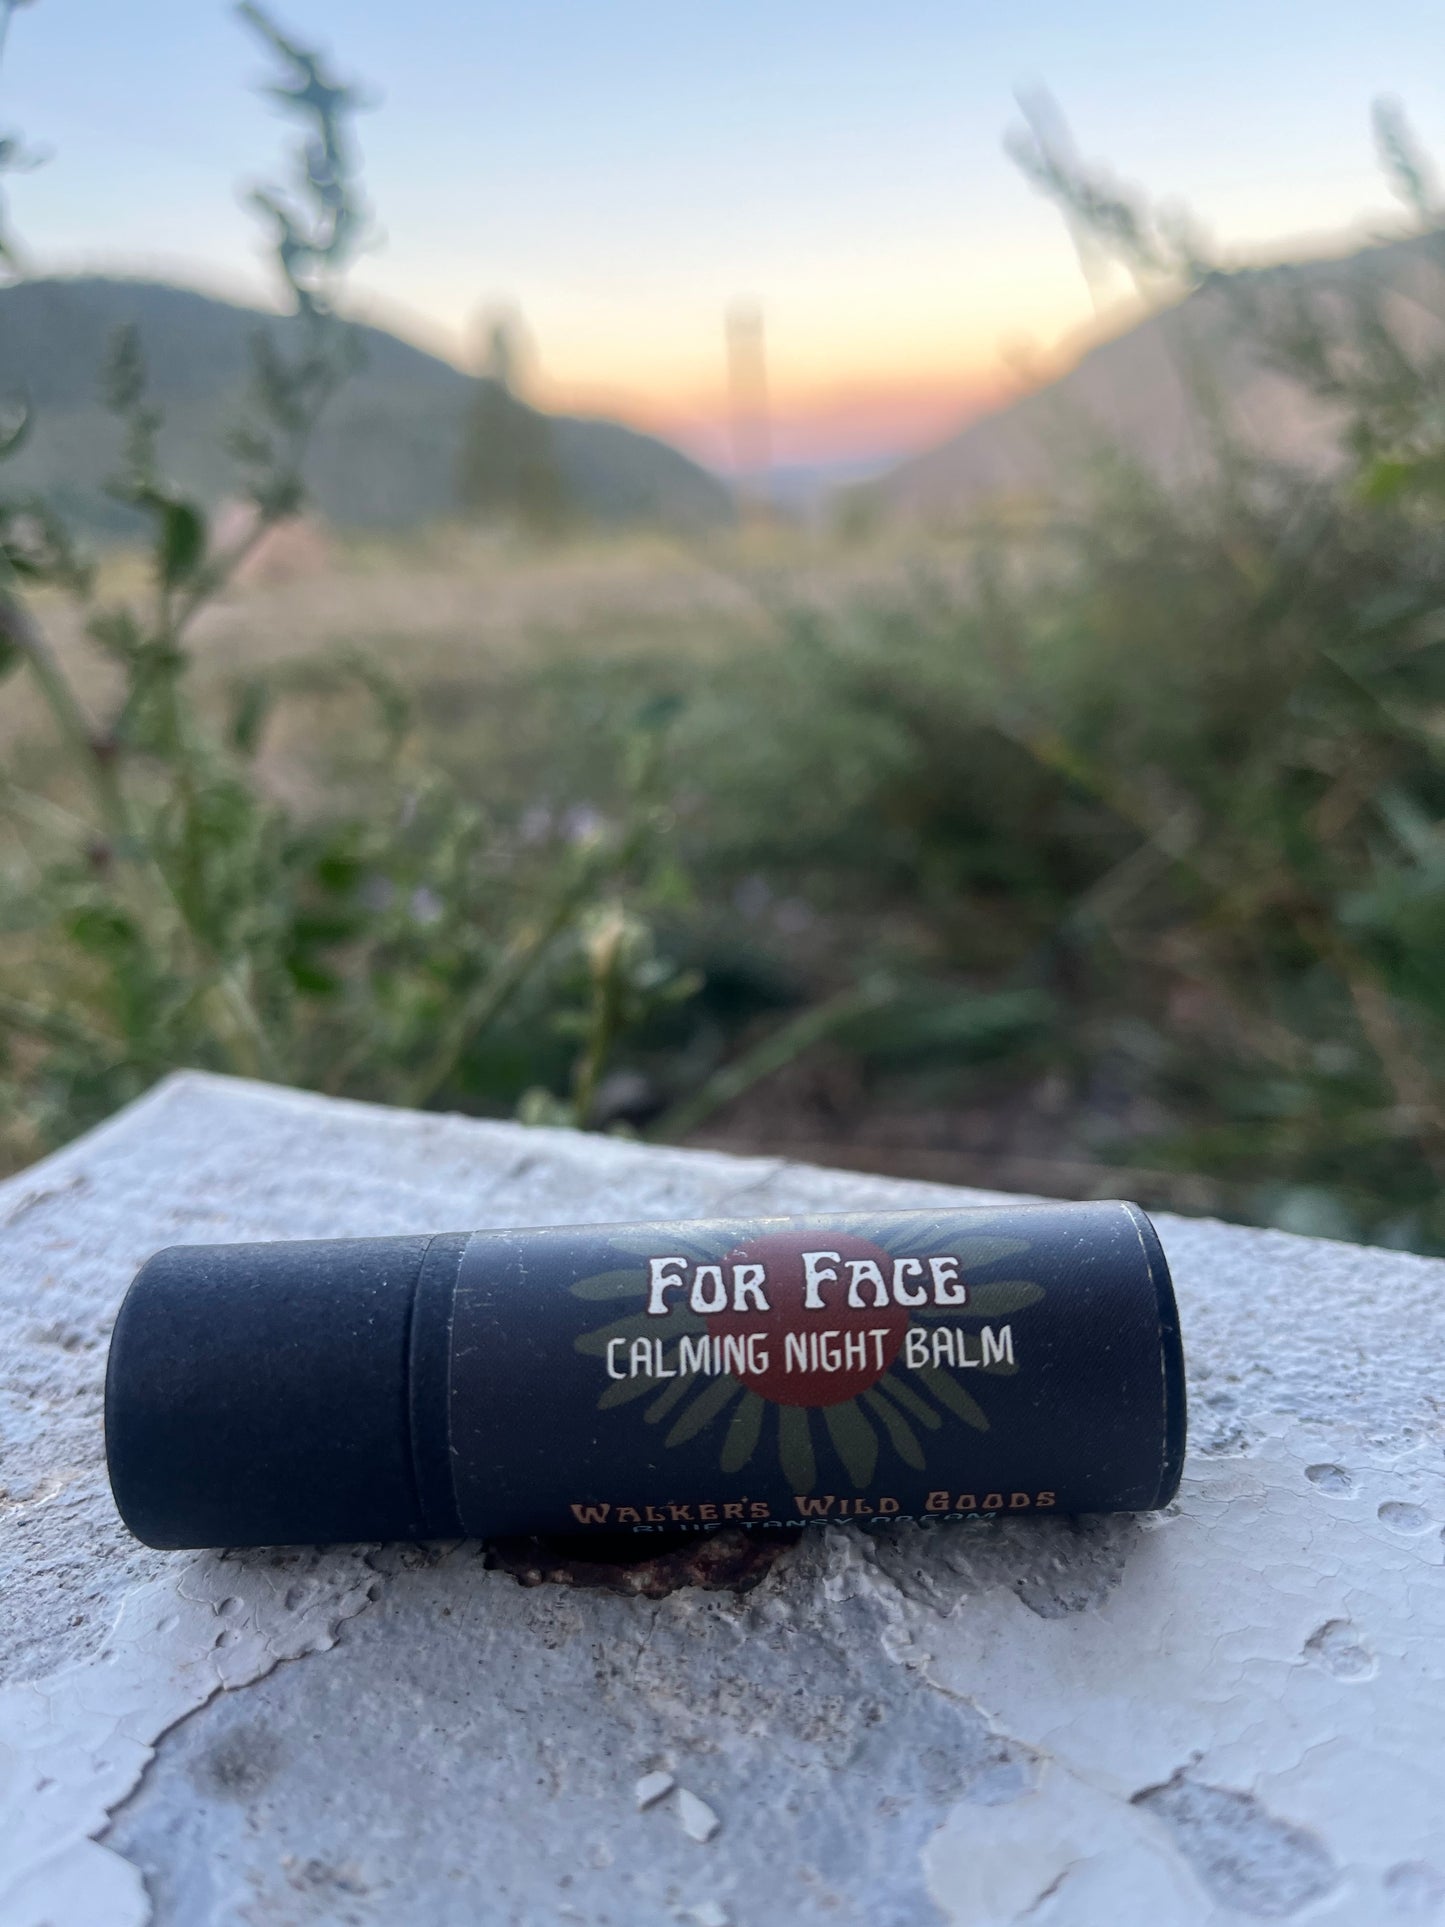 FOR FACE
CALMING NIGHT BALM
WALKER'S WILD GOODS
BLUE TANSY DREAM